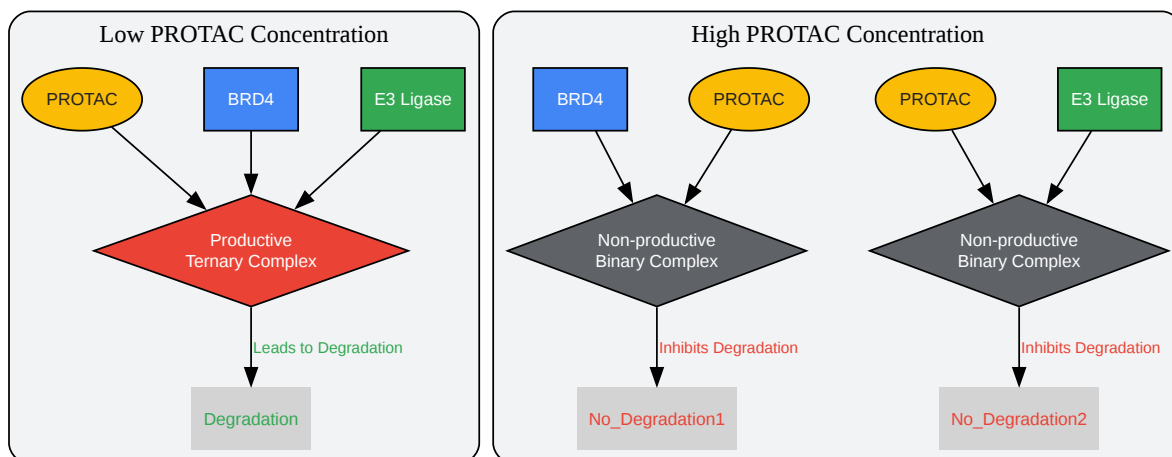 Low PROTAC Concentration
PROTAC
BRD4
E3 Ligase
Productive
Ternary Complex
Leads to Degradation
Degradation
High PROTAC Concentration
BRD4
PROTAC
PROTAC
E3 Ligase
Non-productive
Binary Complex
Non-productive
Binary Complex
Inhibits Degradation
Inhibits Degradation
No_Degradation1
No_Degradation2